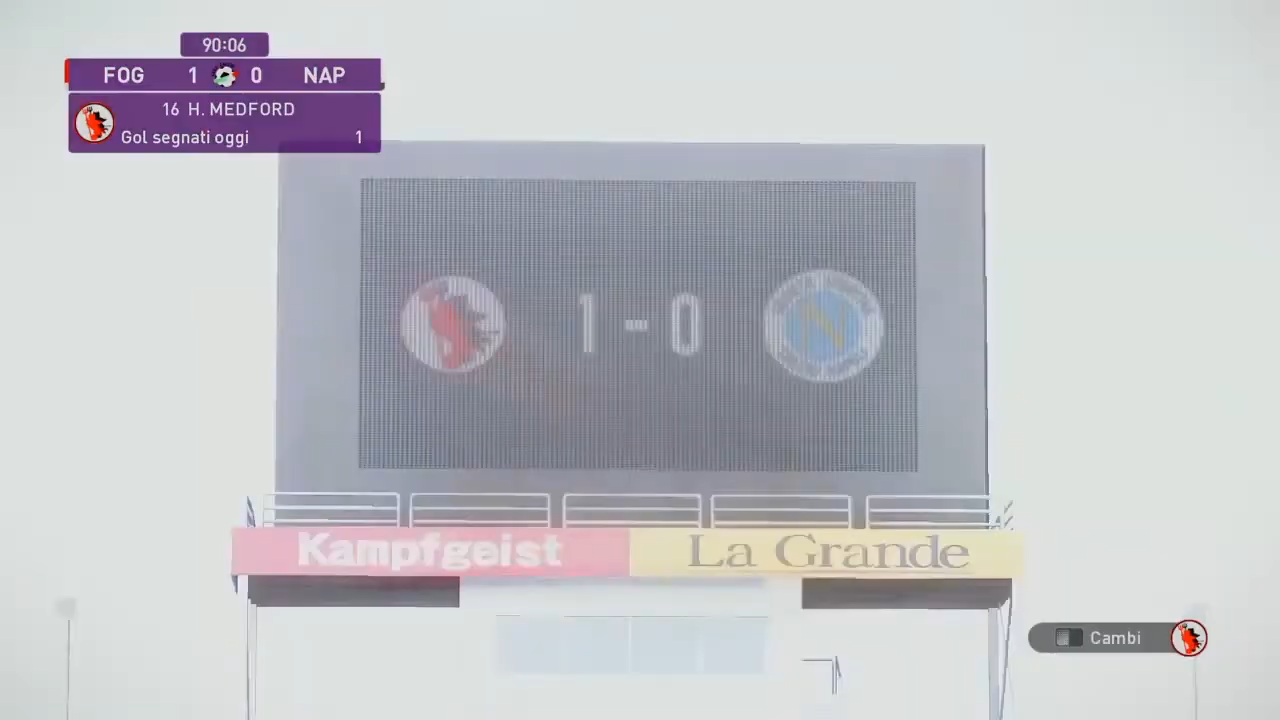 90:06
FOG 1 0 NAP
16 H. MEDFORD
Gol segnati oggi 1
1 - 0
N
Kampfgeist La Grande
Cambi